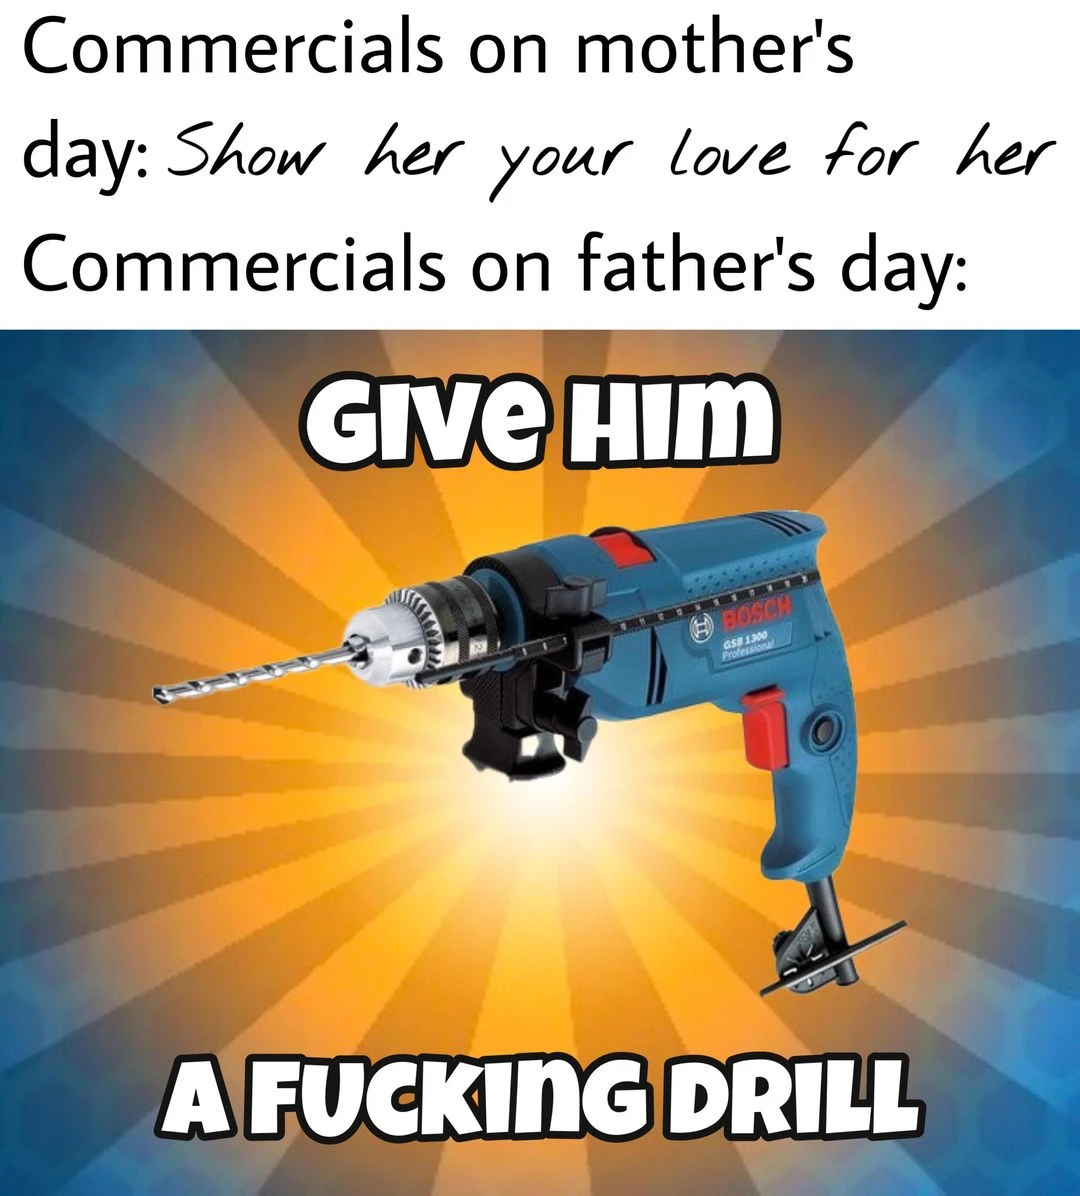 Commercials on mother's
day: Show her your love for her
Commercials on father's day:
GIVe HIm
BOSCH
GSB 1300
Professional
A FUCKInG DRILL